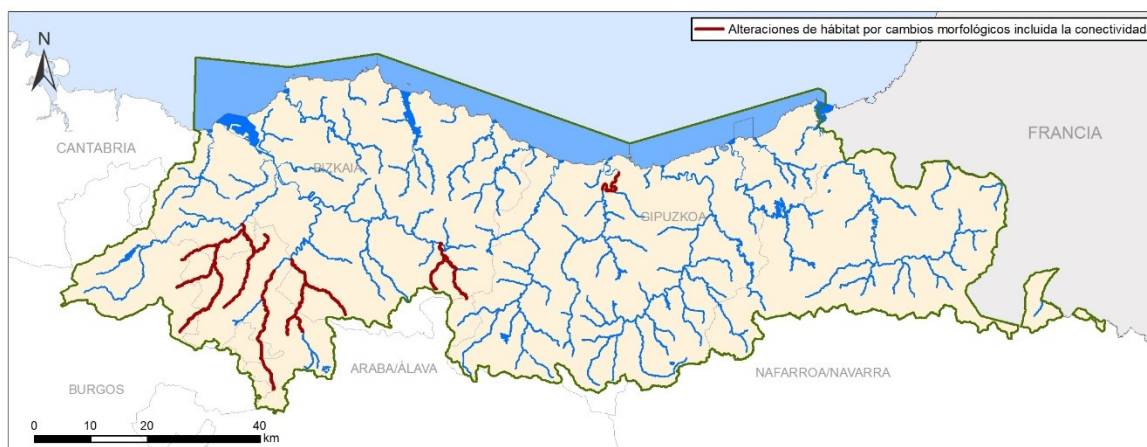 Alteraciones de hábitat por cambios morfológicos incluida la conectividad
N
CANTABRIA
FRANCIA
BIZKAIA
GIPUZKOA
ARABA/ÁLAVA
NAFARROA/NAVARRA
BURGOS
0 10 20 40
km